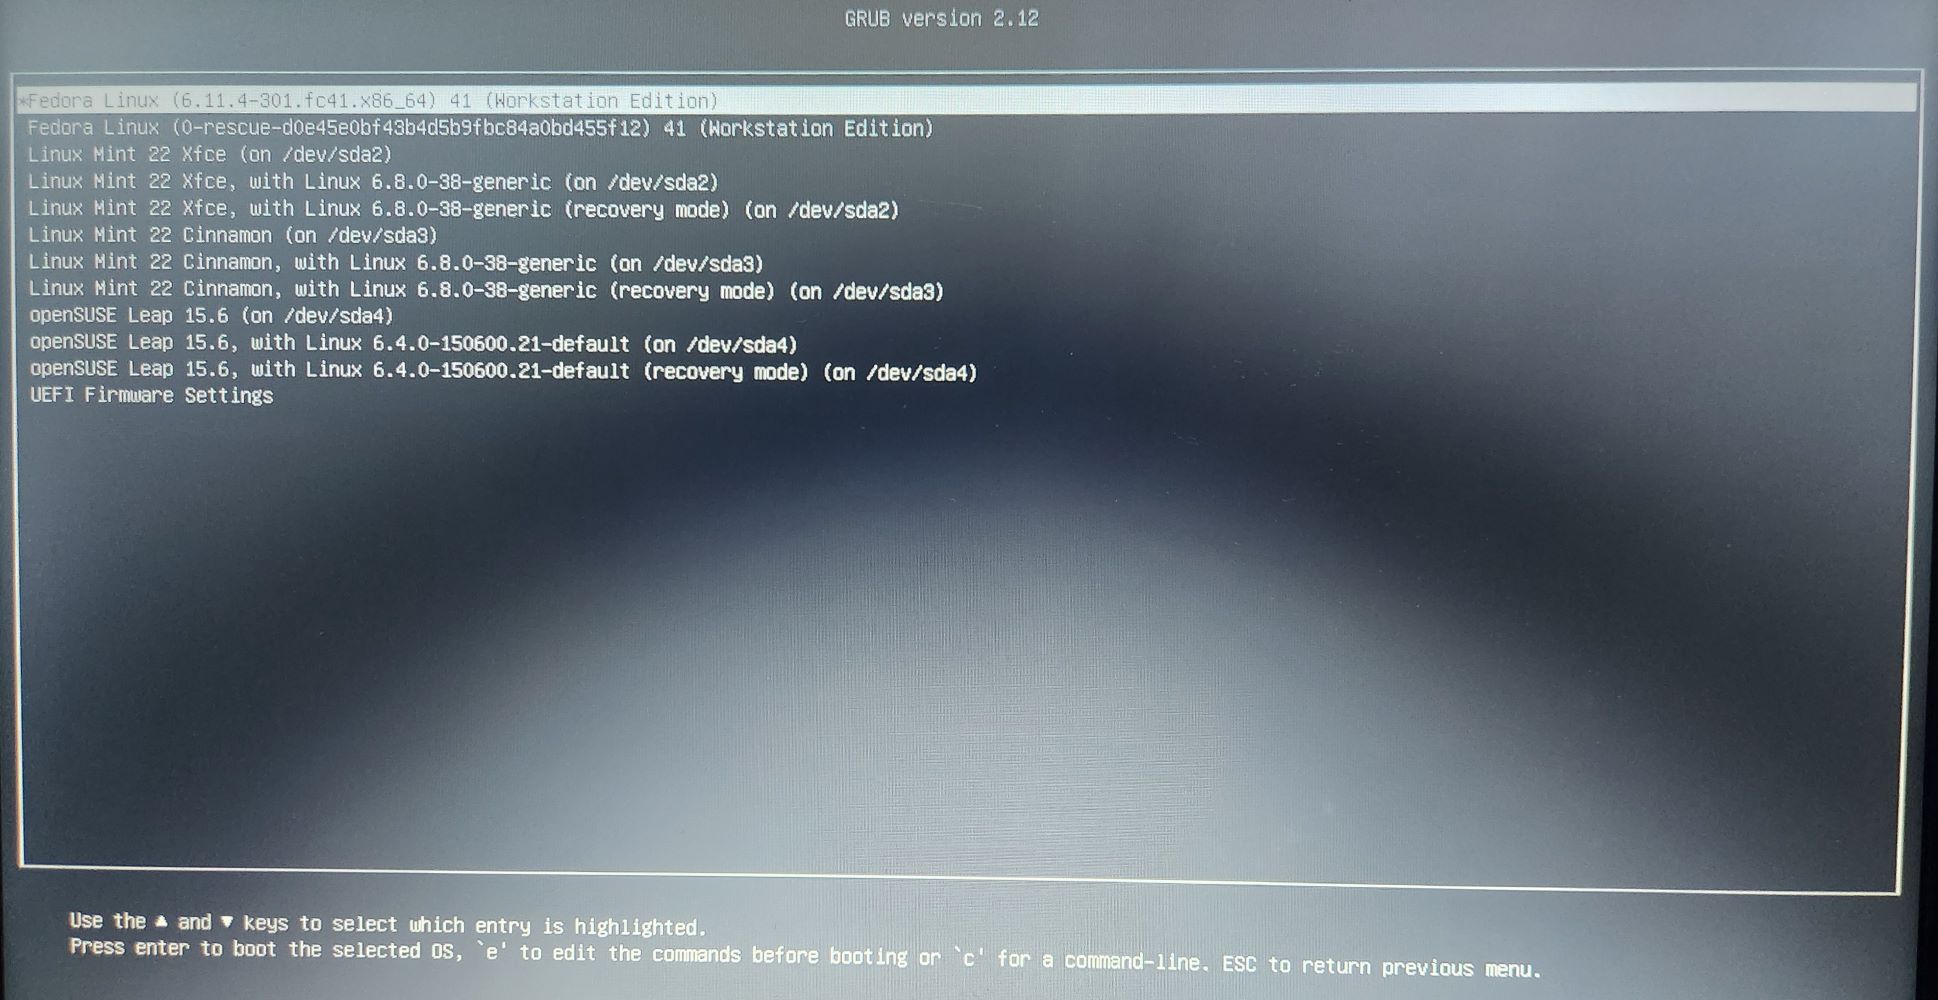 GRUB version 2.12
*Fedora Linux (6.11.4-301.fc41.x86_64) 41 (Workstation Edition)
Fedora Linux (0-rescue-d0e45e0bf43b4d5b9fbc84a0bd455f12) 41 (Workstation Edition)
Linux Mint 22 Xfce (on /dev/sda2)
Linux Mint 22 Xfce, with Linux 6.8.0-38-generic (on /dev/sda2)
Linux Mint 22 Xfce, with Linux 6.8.0-38-generic (recovery mode) (on /dev/sda2)
Linux Mint 22 Cinnamon (on /dev/sda3)
Linux Mint 22 Cinnamon, with Linux 6.8.0-38-generic (on /dev/sda3)
Linux Mint 22 Cinnamon, with Linux 6.8.0-38-generic (recovery mode) (on /dev/sda3)
openSUSE Leap 15.6 (on /dev/sda4)
openSUSE Leap 15.6, with Linux 6.4.0-150600.21-default (on /dev/sda4)
openSUSE Leap 15.6, with Linux 6.4.0-150600.21-default (recovery mode) (on /dev/sda4)
UEFI Firmware Settings
Use the ▲ and ▼ keys to select which entry is highlighted.
Press enter to boot the selected OS, `e' to edit the commands before booting or `c' for a command-line. ESC to return previous menu.